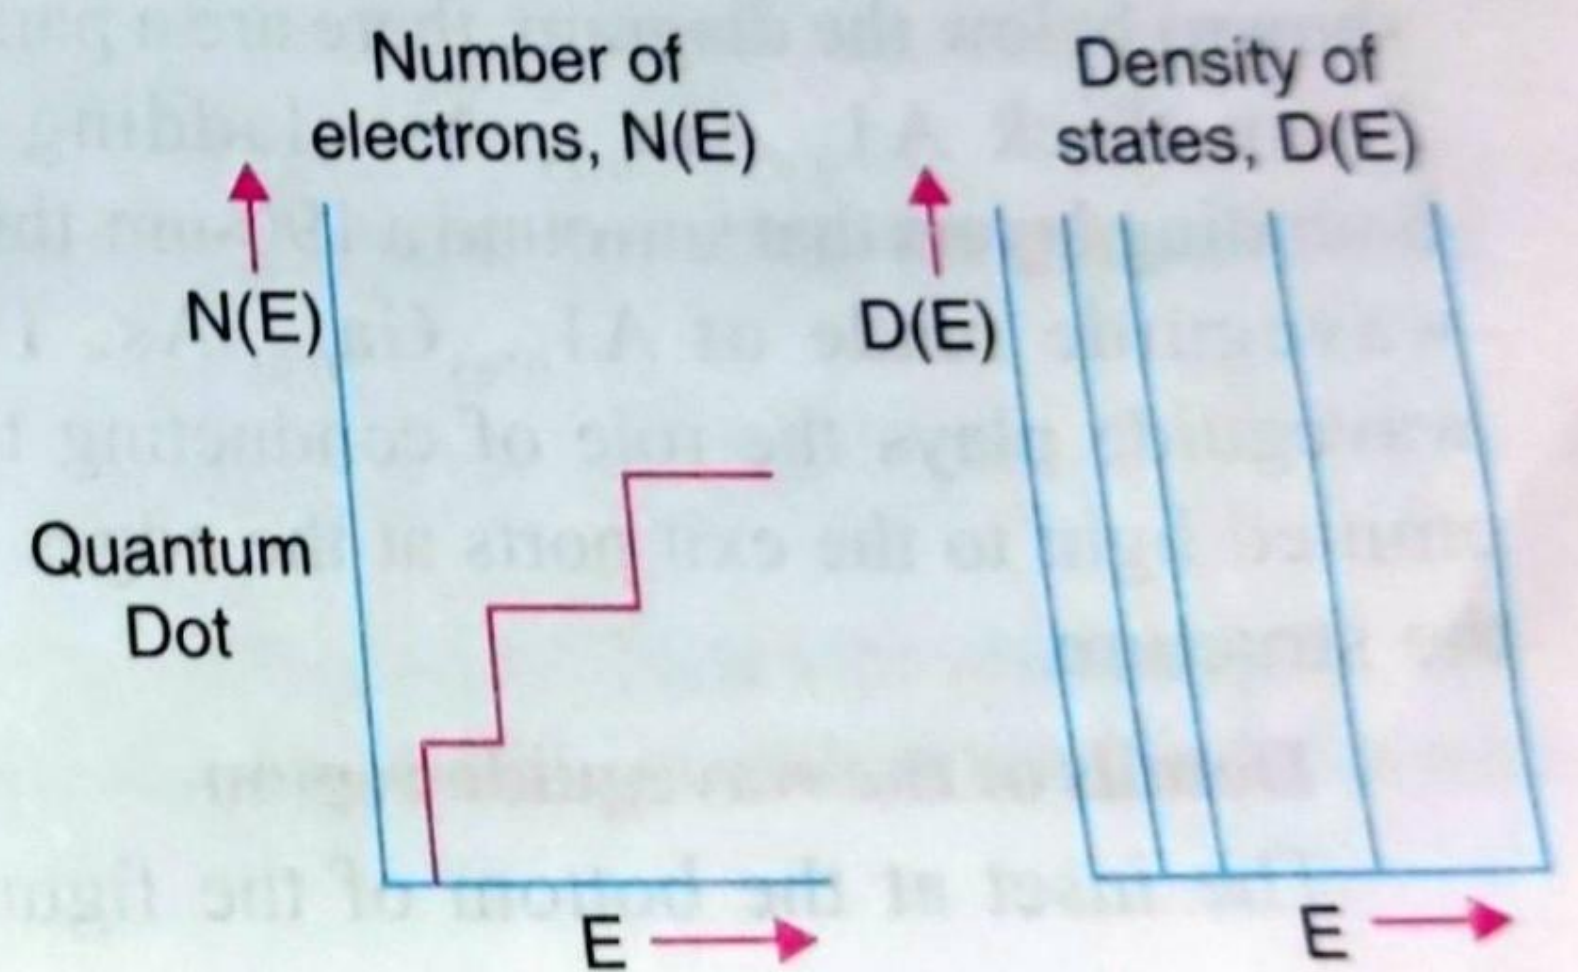 Number of
electrons, N(E)
Density of
states, D(E)
N(E)
D(E)
Quantum
Dot
E
E